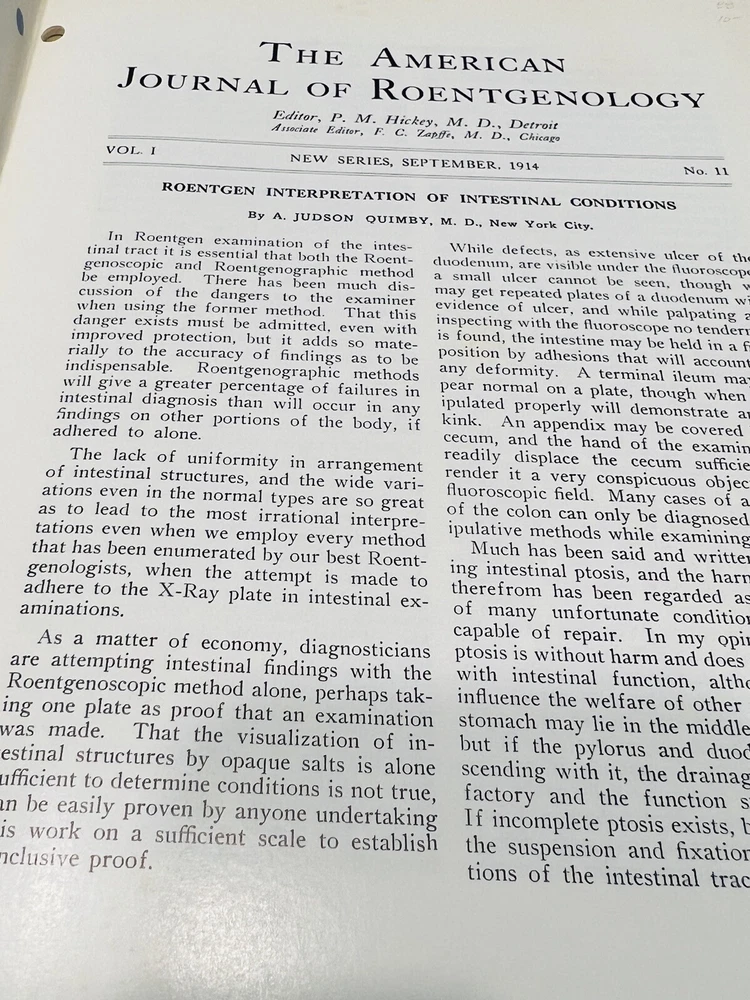 THE AMERICAN
JOURNAL OF ROENTGENOLOGY
Editor, P. M. Hickey, M. D., Detroit
Associate Editor, F. C. Zapffe, M. D., Chicago
VOL. I
NEW SERIES, SEPTEMBER, 1914
No. 11
ROENTGEN INTERPRETATION OF INTESTINAL CONDITIONS
By A. JUDSON QUIMBY, M. D., New York City.
In Roentgen examination of the intes-
tinal tract it is essential that both the Roent-
genoscopic and Roentgenographic method
be employed. There has been much dis-
cussion of the dangers to the examiner
when using the former method. That this
danger exists must be admitted, even with
improved protection, but it adds so mate-
rially to the accuracy of findings as to be
indispensable. Roentgenographic methods
will give a greater percentage of failures in
intestinal diagnosis than will occur in any
findings on other portions of the body, if
adhered to alone.
The lack of uniformity in arrangement
of intestinal structures, and the wide vari-
ations even in the normal types are so great
as to lead to the most irrational interpre-
tations even when we employ every method
that has been enumerated by our best Roent-
genologists, when the attempt is made to
adhere to the X-Ray plate in intestinal ex-
aminations.
As a matter of economy, diagnosticians
are attempting intestinal findings with the
Roentgenoscopic method alone, perhaps tak-
ing one plate as proof that an examination
was made. That the visualization of in-
estinal structures by opaque salts is alone
ufficient to determine conditions is not true,
an be easily proven by anyone undertaking
is work on a sufficient scale to establish
nclusive proof.
While defects, as extensive ulcer of the
duodenum, are visible under the fluoroscope
a small ulcer cannot be seen, though w
may get repeated plates of a duodenum wi
evidence of ulcer, and while palpating a
inspecting with the fluoroscope no tendern
is found, the intestine may be held in a fi
position by adhesions that will account
any deformity. A terminal ileum ma
pear normal on a plate, though when
ipulated properly will demonstrate a
kink. An appendix may be covered
cecum, and the hand of the examin
readily displace the cecum sufficie
render it a very conspicuous objec
fluoroscopic field. Many cases of a
of the colon can only be diagnosed
ipulative methods while examining
Much has been said and written
ing intestinal ptosis, and the harm
therefrom has been regarded as
of many unfortunate condition
capable of repair. In my opin
ptosis is without harm and does
with intestinal function, altho
influence the welfare of other
stomach may lie in the middle
but if the pylorus and duod
scending with it, the drainag
factory and the function s
If incomplete ptosis exists, b
the suspension and fixation
tions of the intestinal trac